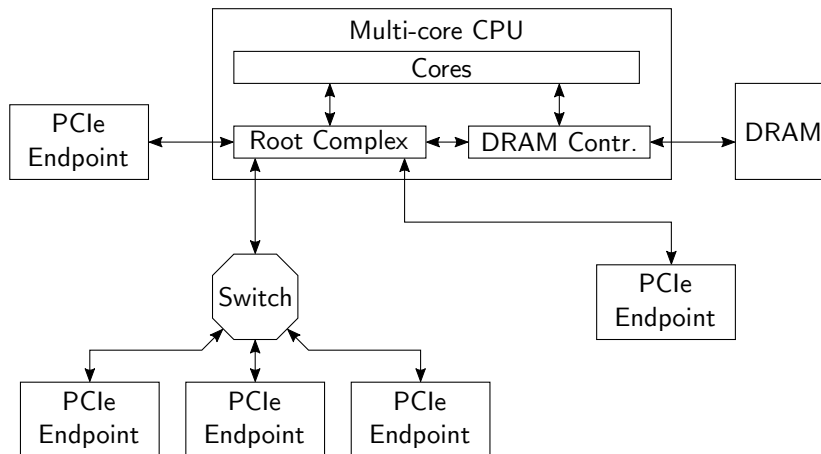 Multi-core CPU
Cores
PCIe
Endpoint
Root Complex
DRAM Contr.
DRAM
Switch
PCIe
Endpoint
PCIe
Endpoint
PCIe
Endpoint
PCIe
Endpoint